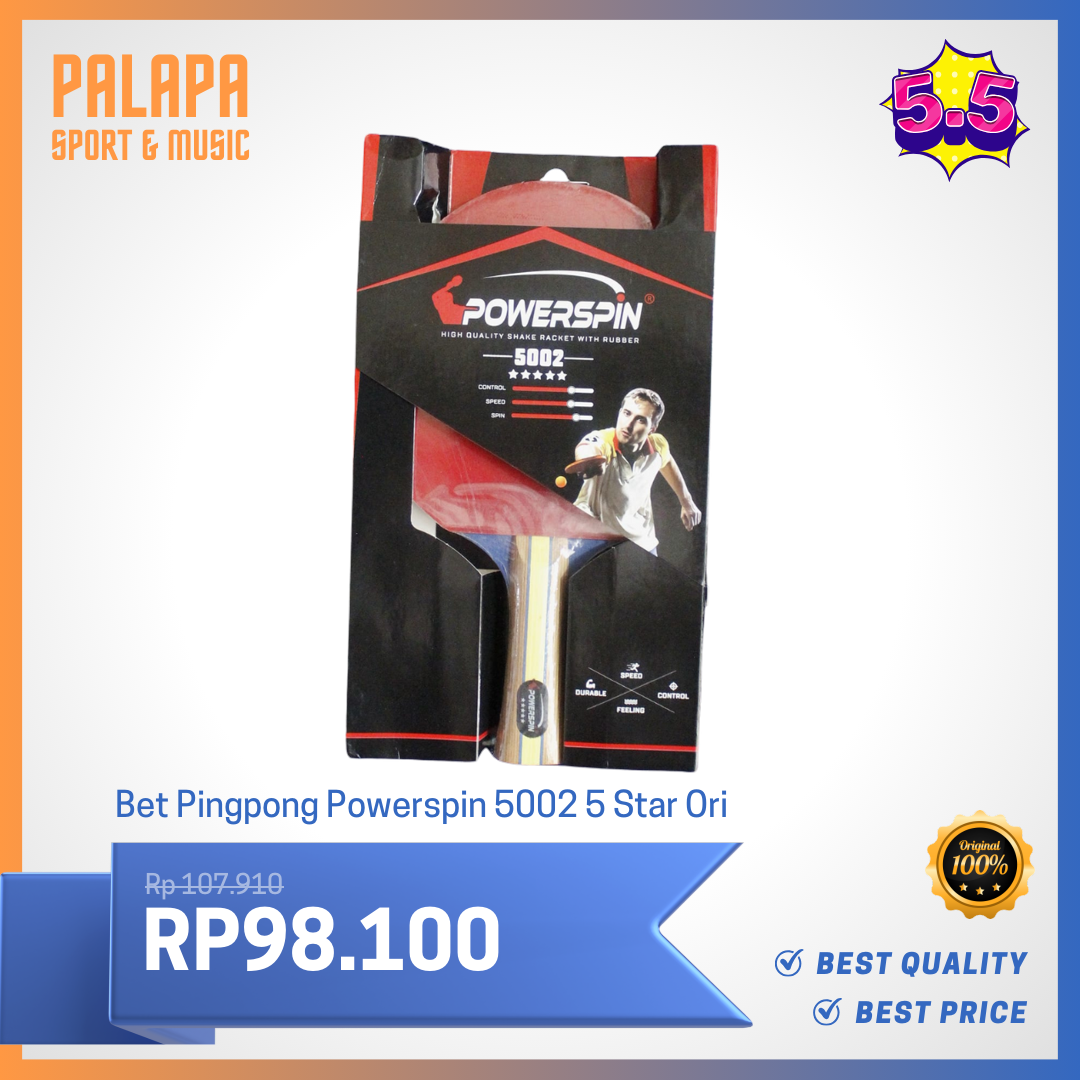 PALAPA
SPORT & MUSIC
5.5
POWERSPIN®
HIGH QUALITY SHAKE RACKET WITH RUBBER
5002
CONTROL
SPEED
SPIN
SPEED
DURABLE
CONTROL
FEELING
POWERSPIN
Bet Pingpong Powerspin 5002 5 Star Ori
Rp 107.910
RP98.100
Original
100%
BEST QUALITY
BEST PRICE